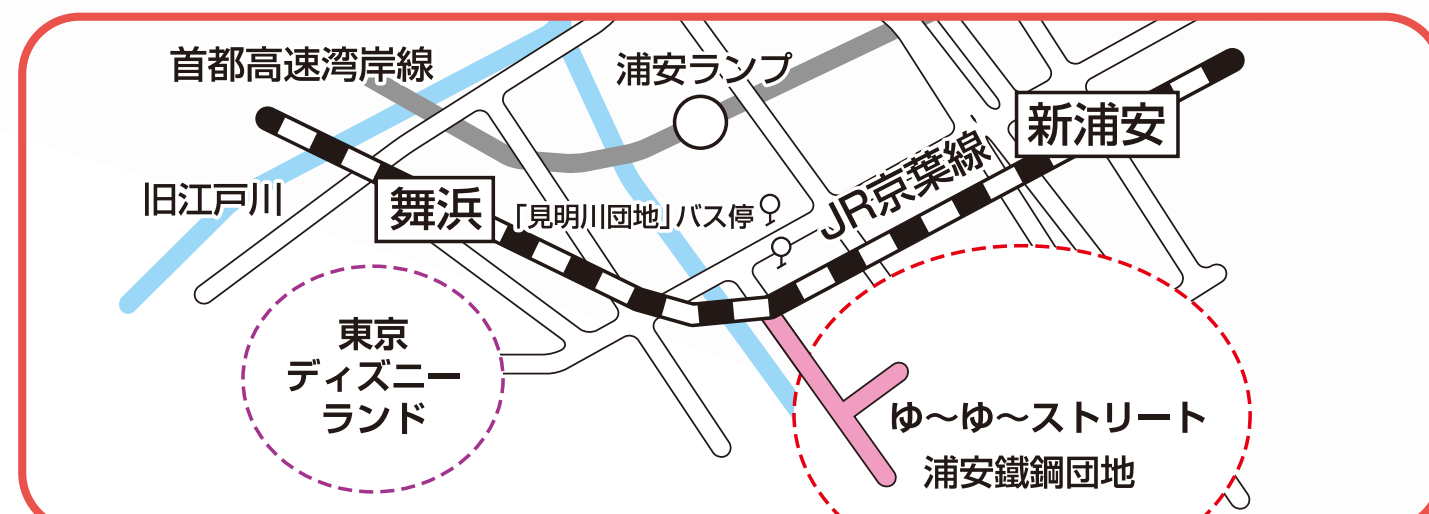 首都高速湾岸線
浦安ランプ
新浦安
旧江戸川
舞浜
「見明川団地」バス停
JR京葉線
東京
ディズニー
ランド
ゆ～ゆ～ストリート
浦安鐵鋼団地